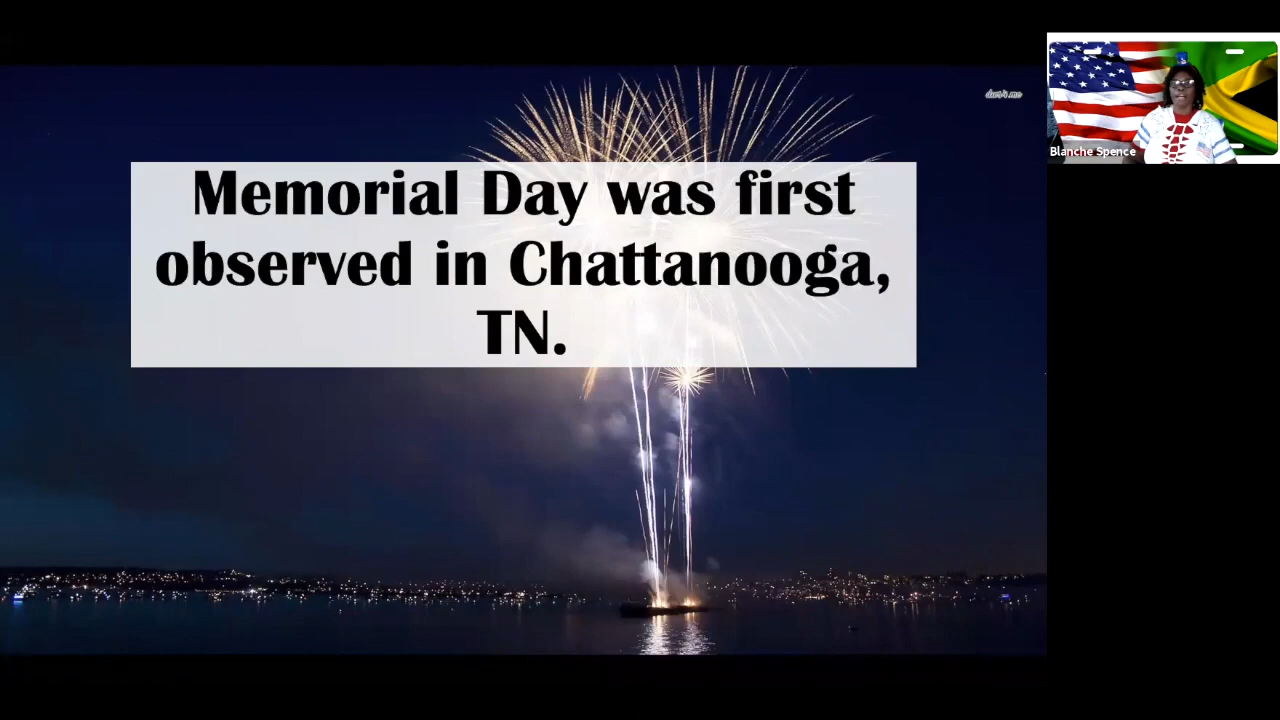 Memorial Day was first
observed in Chattanooga,
TN.
Blanche Spence